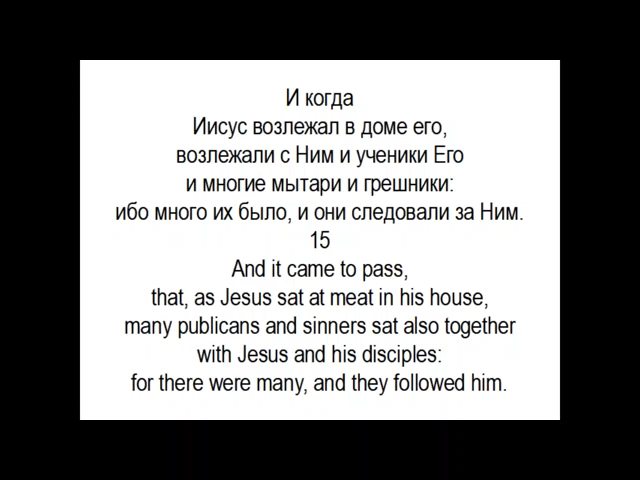 И когда
Иисус возлежал в доме его,
возлежали с Ним и ученики Его
и многие мытари и грешники:
ибо много их было, и они следовали за Ним.
15
And it came to pass,
that, as Jesus sat at meat in his house,
many publicans and sinners sat also together
with Jesus and his disciples:
for there were many, and they followed him.